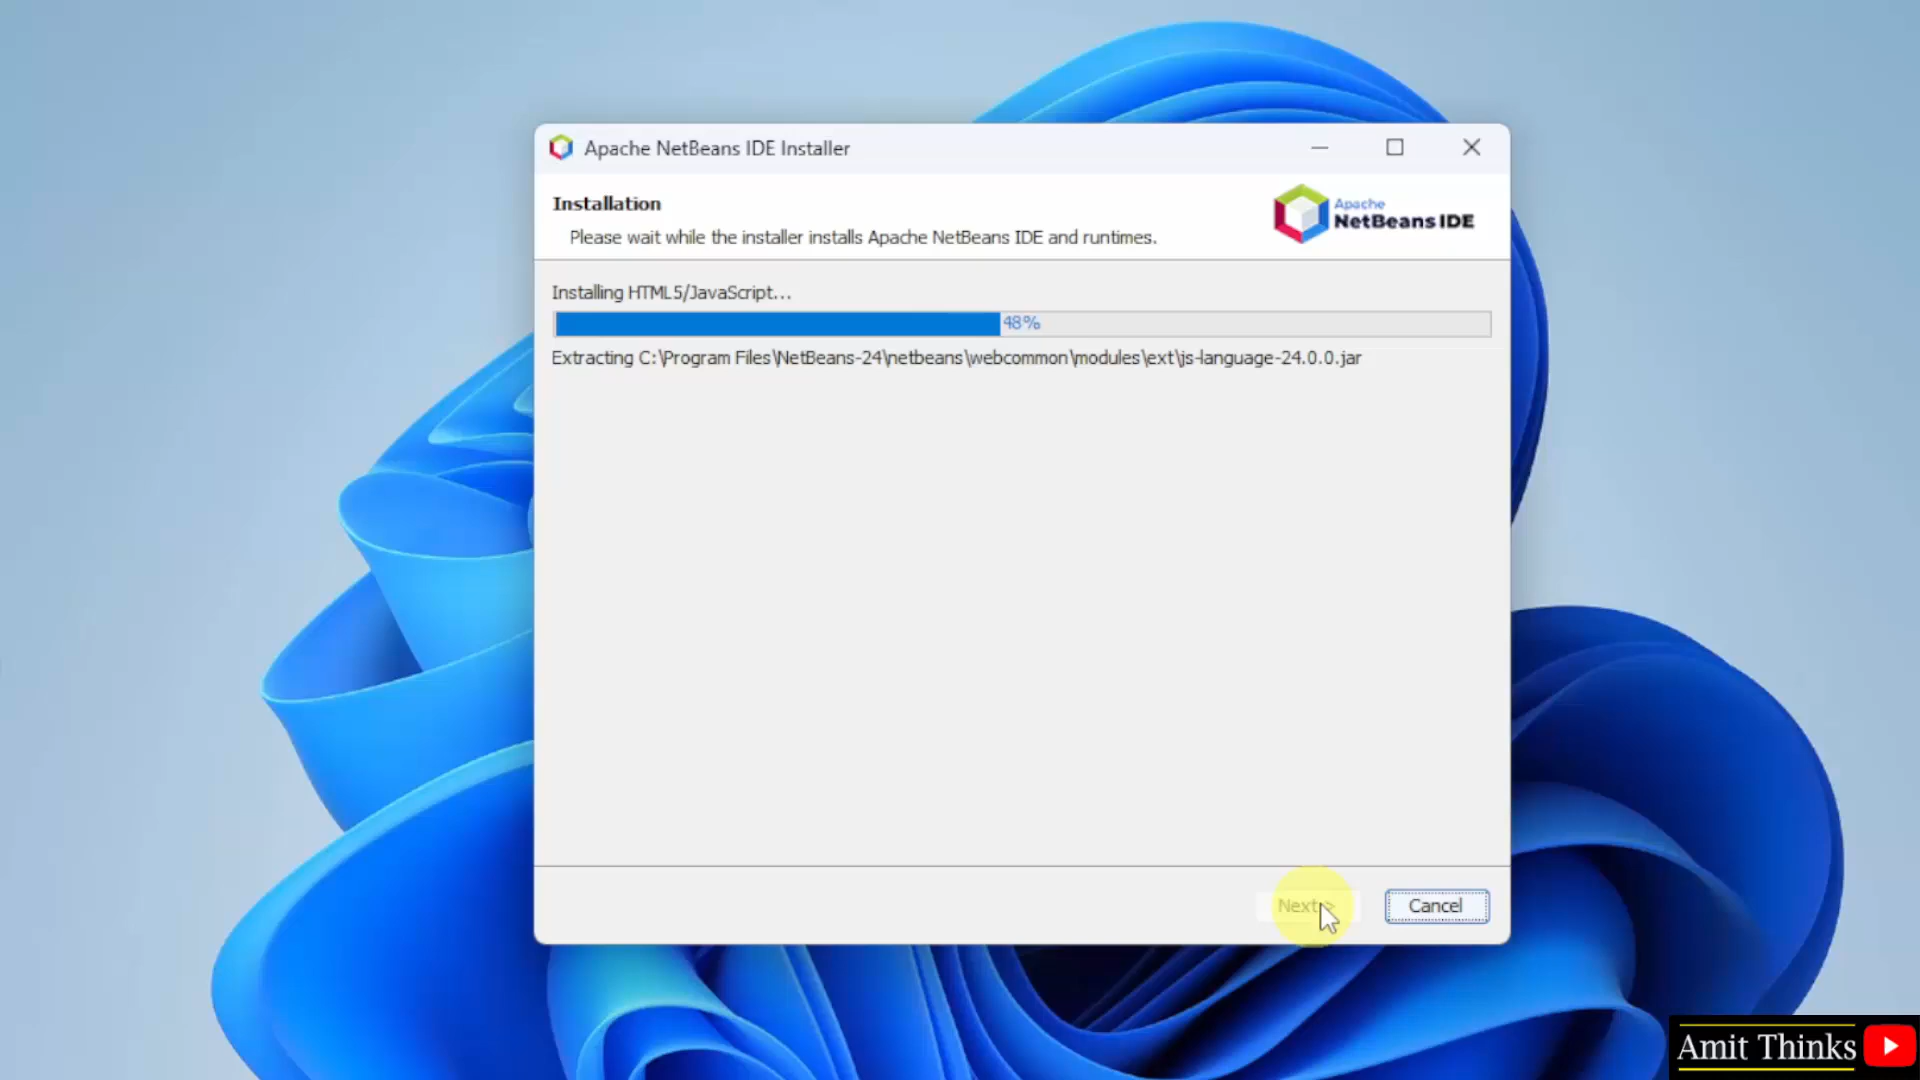 Apache NetBeans IDE Installer
Installation
Please wait while the installer installs Apache NetBeans IDE and runtimes.
Apache
NetBeans IDE
Installing HTML5/JavaScript...
48%
Extracting C:\Program Files\NetBeans-24\netbeans\webcommon\modules\ext\js-language-24.0.0.jar
Next >
Cancel
Amit Thinks